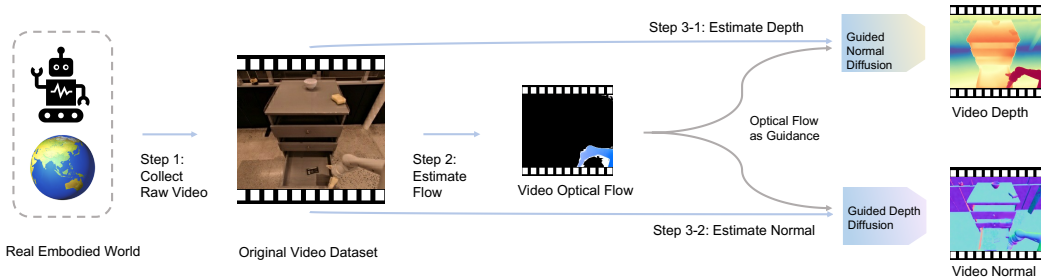 Step 3-1: Estimate Depth
Guided
Normal
Diffusion
Video Depth
Step 1:
Collect
Raw Video
Step 2:
Estimate
Flow
Optical Flow
as Guidance
Video Optical Flow
Guided Depth
Diffusion
Step 3-2: Estimate Normal
Real Embodied World
Original Video Dataset
Video Normal